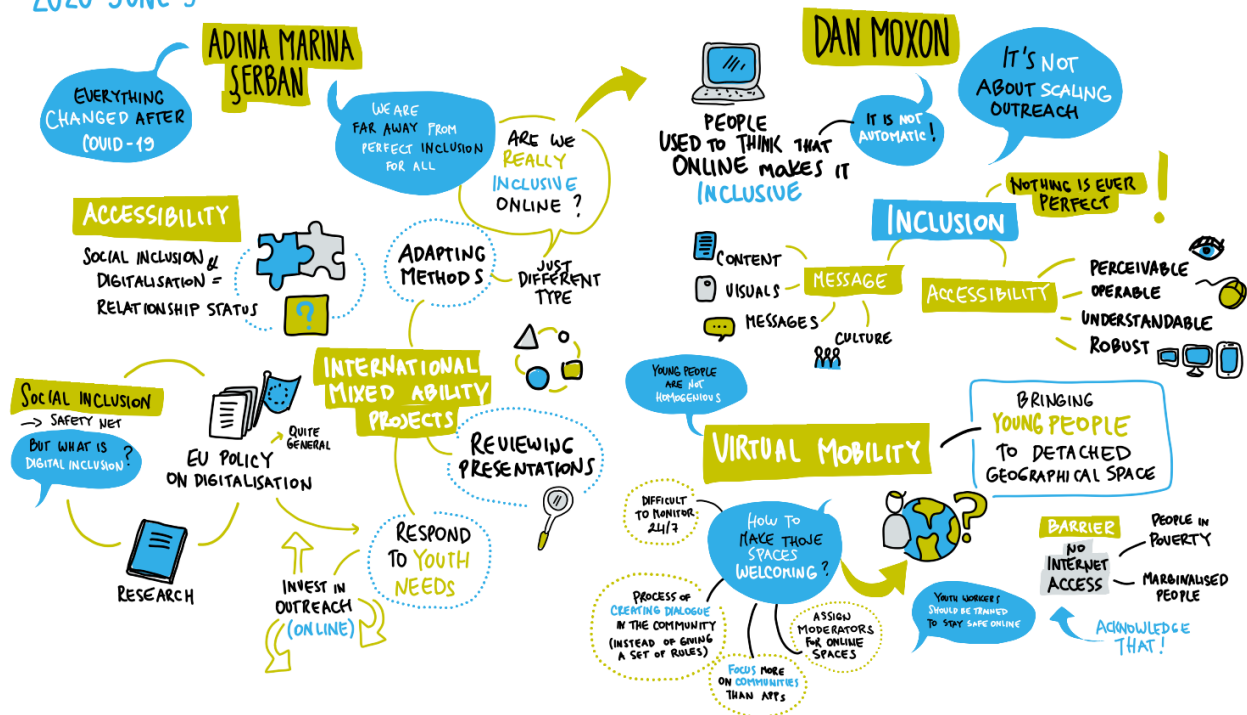 2020 JUNE
ADINA MARINA
ŞERBAN
EVERYTHING
CHANGED AFTER
COVID-19
WE ARE
FAR AWAY FROM
PERFECT INCLUSION
FOR ALL
ARE WE
REALLY
INCLUSIVE
ONLINE?
JUST
DIFFERENT
TYPE
ACCESSIBILITY
SOCIAL INCLUSION &
DIGITALISATION =
RELATIONSHIP STATUS
?
ADAPTING
METHODS
INTERNATIONAL
MIXED ABILITY
PROJECTS
REVIEWING
PRESENTATIONS
RESPOND
TO YOUTH
NEEDS
SOCIAL INCLUSION
→ SAFETY NET
BUT WHAT IS
DIGITAL INCLUSION?
QUITE
GENERAL
EU POLICY
ON DIGITALISATION
RESEARCH
INVEST IN
OUTREACH
(ONLINE)
DAN MOXON
IT'S NOT
ABOUT SCALING
OUTREACH
IT IS NOT
AUTOMATIC!
PEOPLE
USED TO THINK THAT
ONLINE MAKES IT
INCLUSIVE
NOTHING IS EVER
PERFECT
!
INCLUSION
MESSAGE
CONTENT
VISUALS
MESSAGES
CULTURE
ACCESSIBILITY
PERCEIVABLE
OPERABLE
UNDERSTANDABLE
ROBUST
YOUNG PEOPLE
ARE NOT
HOMOGENIOUS
VIRTUAL MOBILITY
BRINGING
YOUNG PEOPLE
TO DETACHED
GEOGRAPHICAL SPACE
?
DIFFICULT
TO MONITOR
24/7
HOW TO
MAKE THOSE
SPACES
WELCOMING?
PROCESS OF
CREATING DIALOGUE
IN THE COMMUNITY
(INSTEAD OF GIVING
A SET OF RULES)
FOCUS MORE
ON COMMUNITIES
THAN APPS
ASSIGN
MODERATORS
FOR ONLINE
SPACES
YOUTH WORKERS
SHOULD BE TRAINED
TO STAY SAFE ONLINE
BARRIER
NO
INTERNET
ACCESS
PEOPLE IN
POVERTY
MARGINALISED
PEOPLE
ACKNOWLEDGE
THAT!